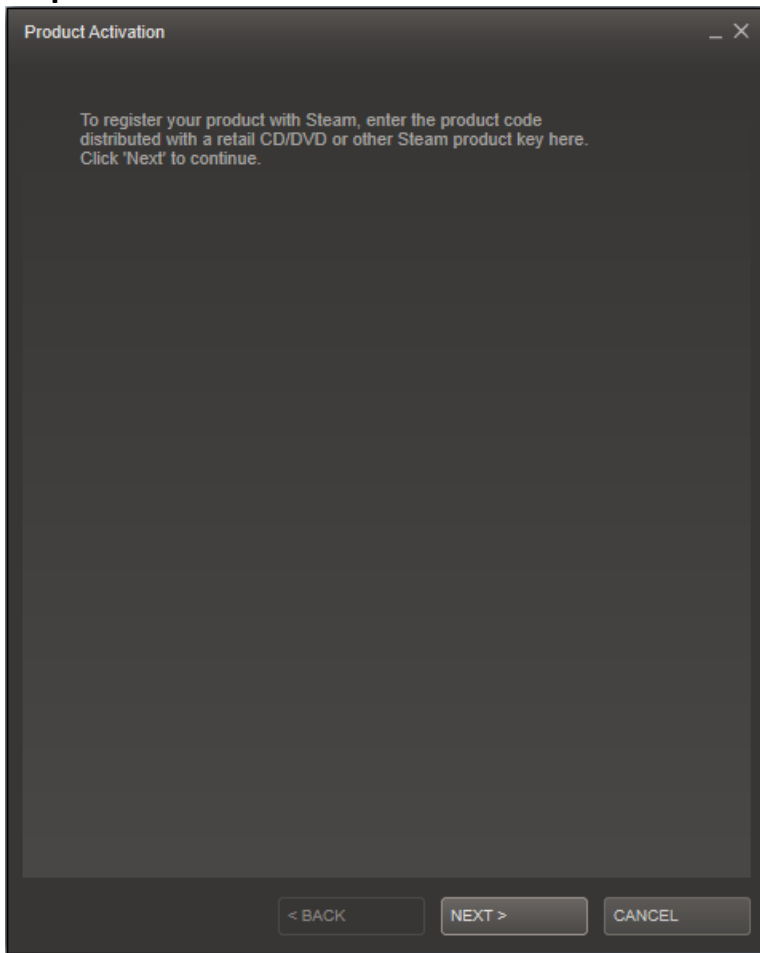 Product Activation
To register your product with Steam, enter the product code
distributed with a retail CD/DVD or other Steam product key here.
Click 'Next' to continue.
< BACK
NEXT >
CANCEL